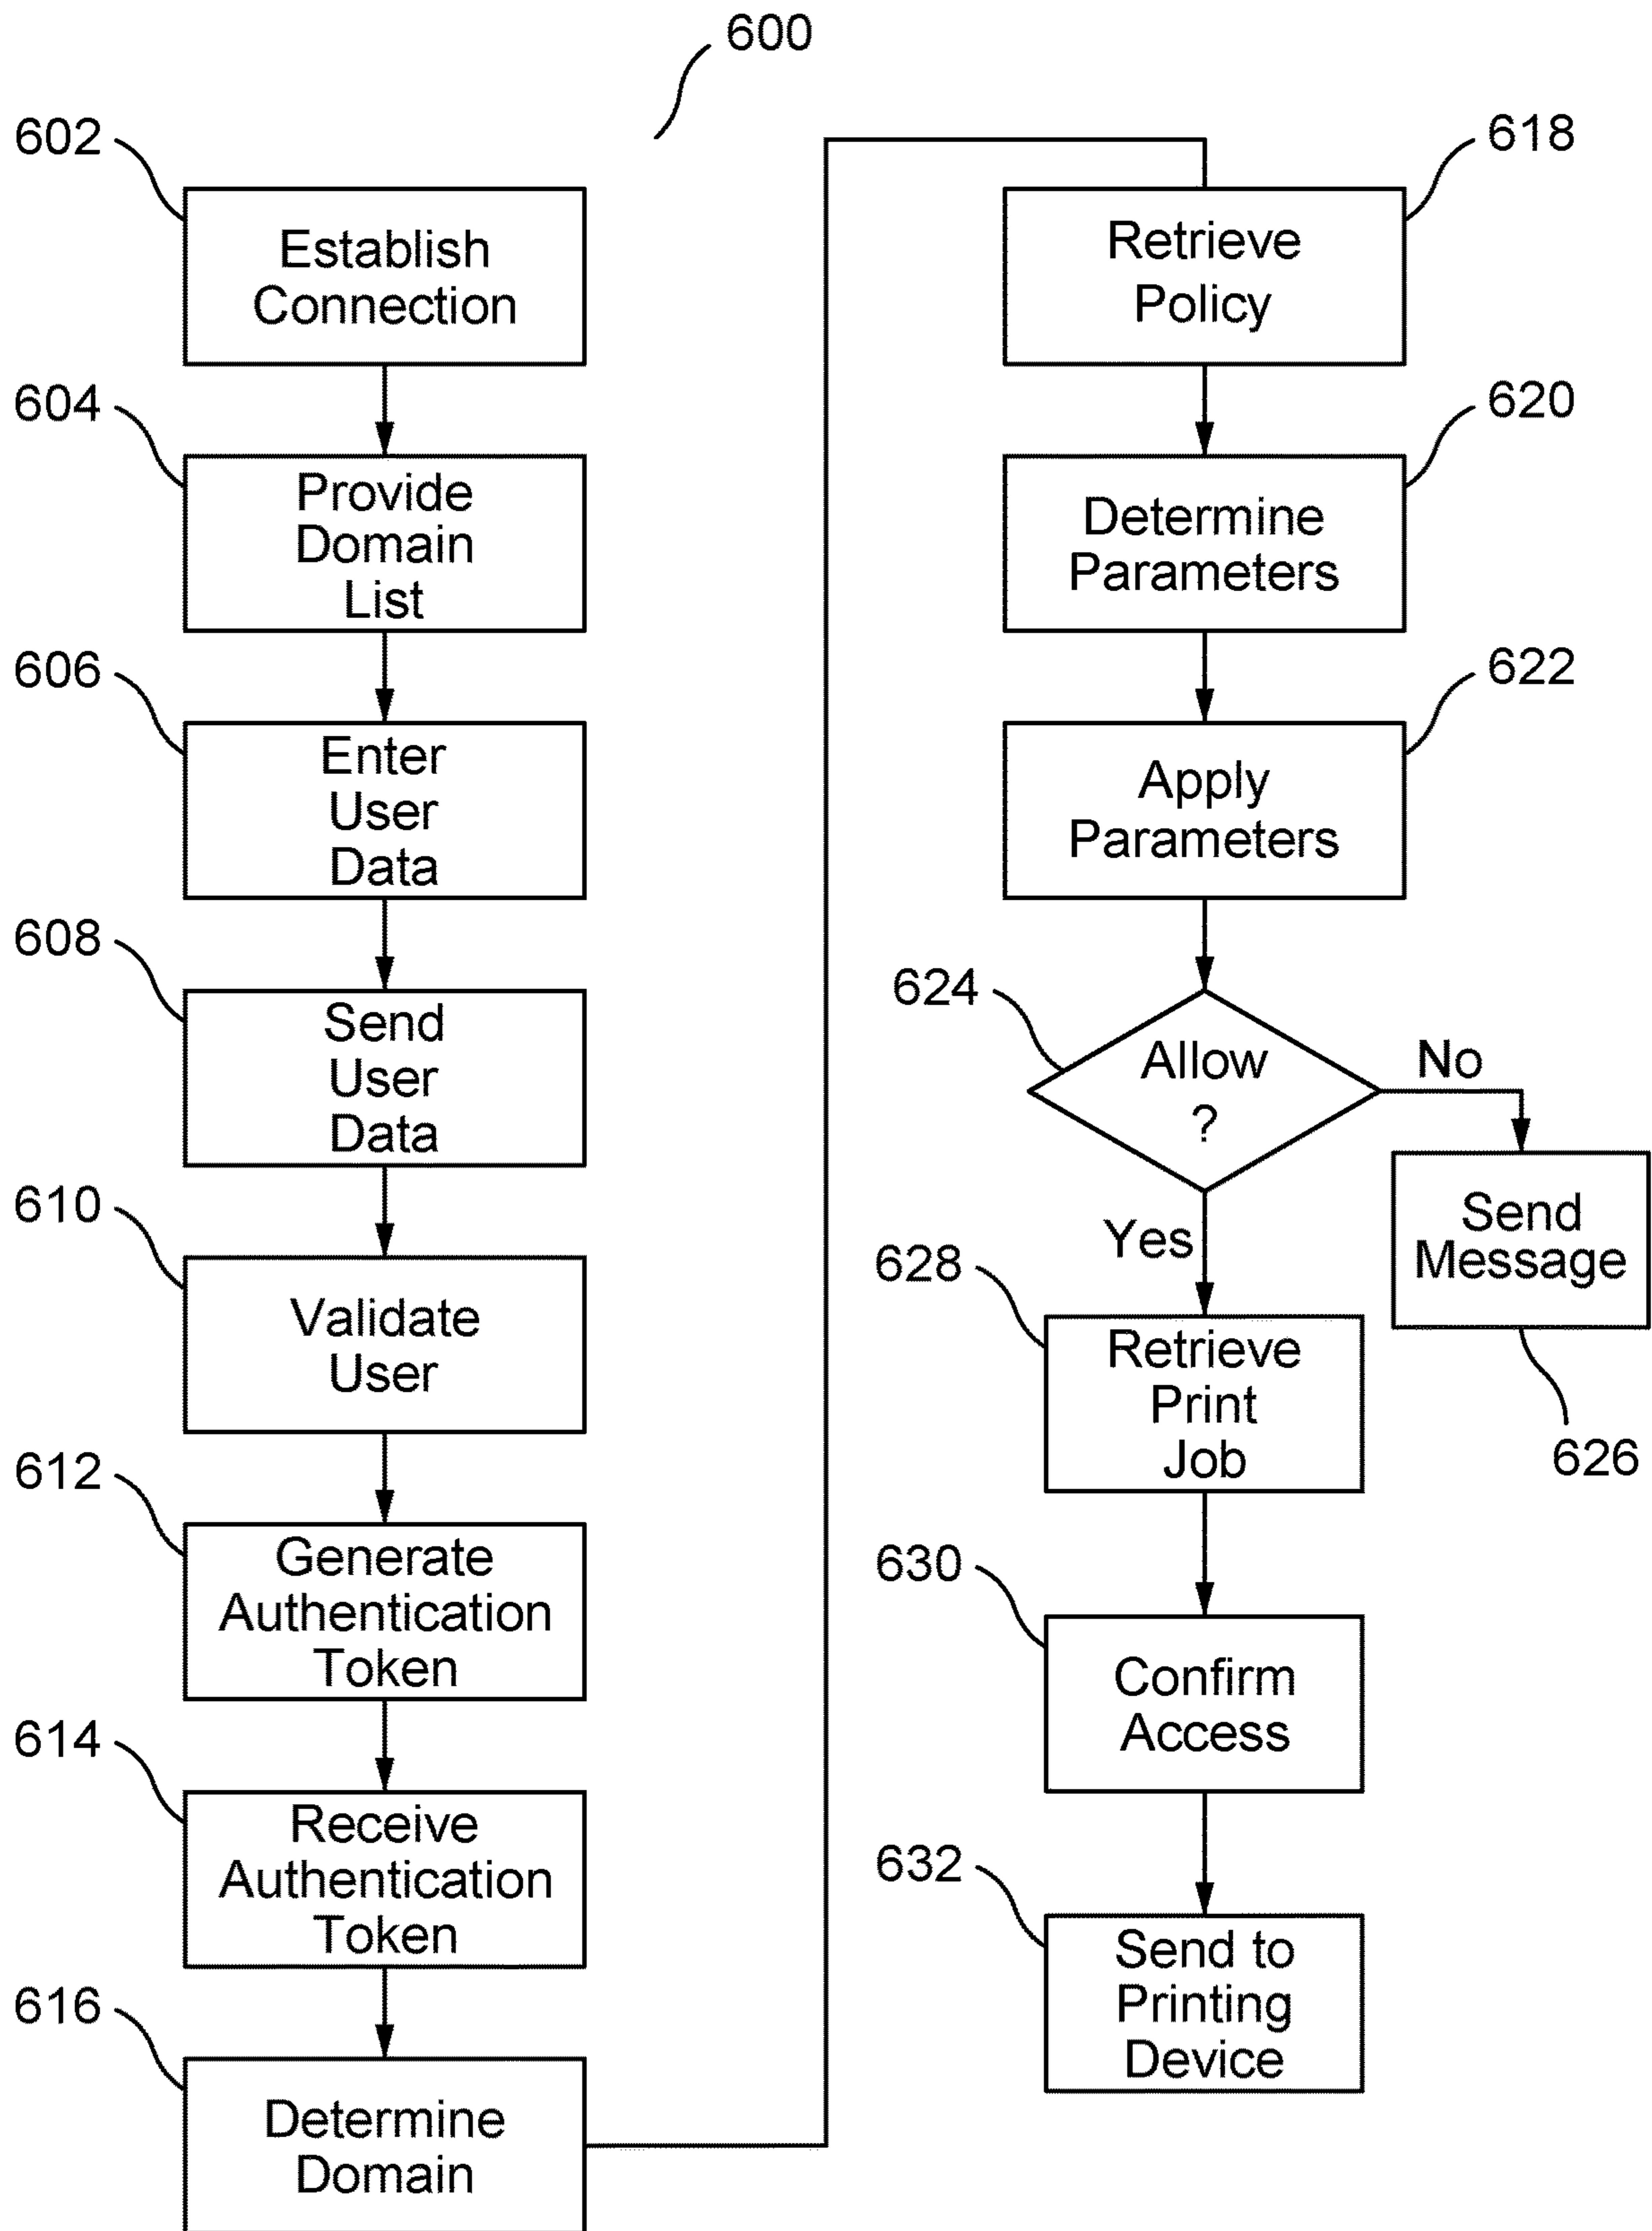 600
602
Establish
Connection
604
Provide
Domain
List
606
Enter
User
Data
608
Send
User
Data
610
Validate
User
612
Generate
Authentication
Token
614
Receive
Authentication
Token
616
Determine
Domain
618
Retrieve
Policy
620
Determine
Parameters
622
Apply
Parameters
624
Allow
?
No
Send
Message
626
Yes
628
Retrieve
Print
Job
630
Confirm
Access
632
Send to
Printing
Device